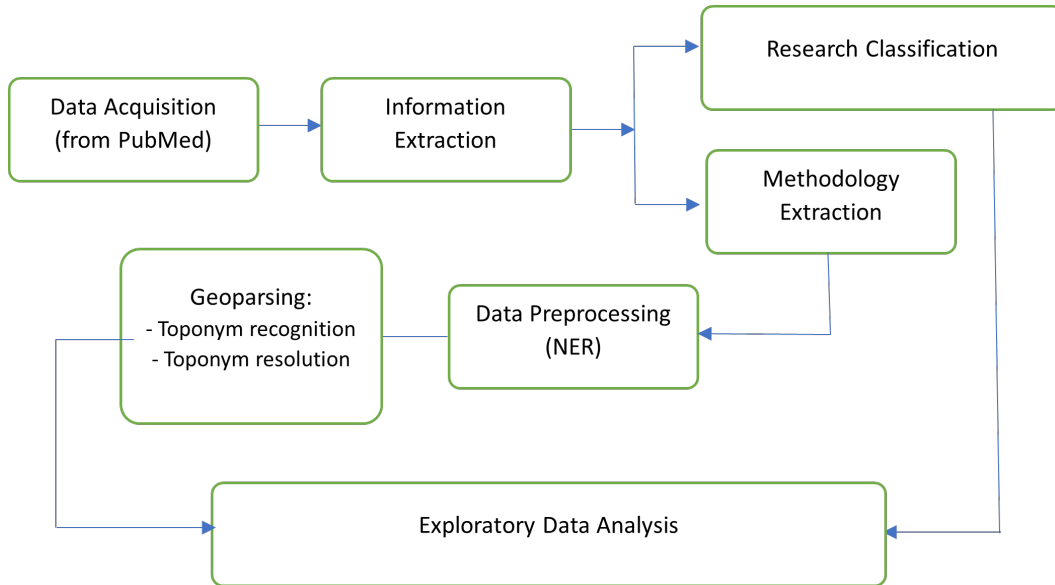 Data Acquisition
(from PubMed)
Information
Extraction
Research Classification
Methodology
Extraction
Data Preprocessing
(NER)
Geoparsing:
- Toponym recognition
- Toponym resolution
Exploratory Data Analysis